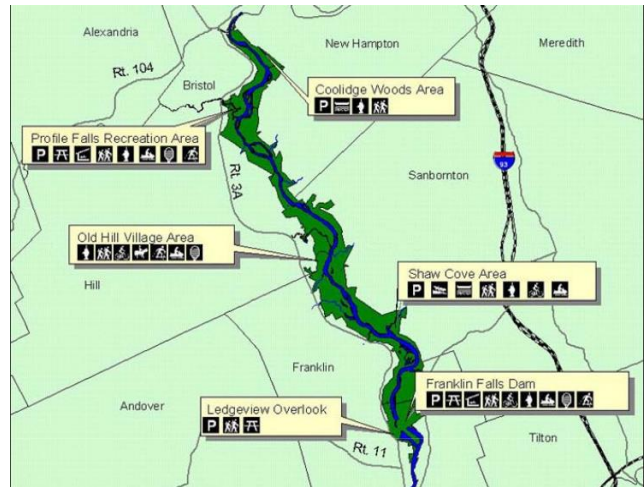 Alexandria
New Hampton
Meredith
Rt. 104
Bristol
Coolidge Woods Area
P
Profile Falls Recreation Area
P
93
Rt. 3A
Sanbornton
Old Hill Village Area
Hill
Shaw Cove Area
P
Franklin
Franklin Falls Dam
P
Andover
Ledgeview Overlook
P
Rt. 11
Tilton